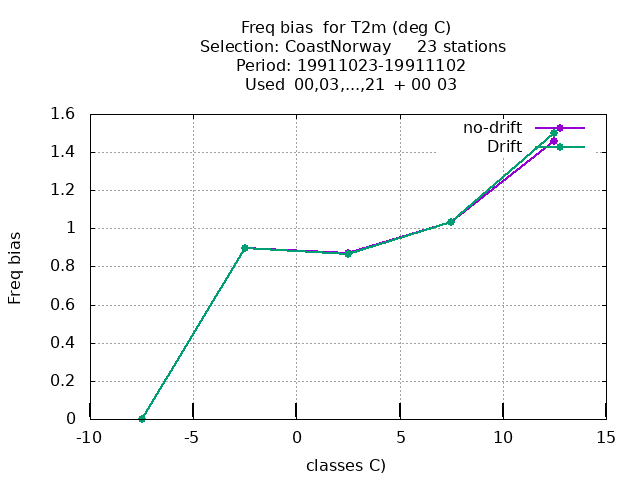 Freq bias  for T2m (deg C)
Selection: CoastNorway     23 stations
Period: 19911023-19911102
Used  00,03,...,21  + 00 03
no-drift
Drift
Freq bias
1.6
1.4
1.2
1
0.8
0.6
0.4
0.2
0
-10
-5
0
5
10
15
classes C)